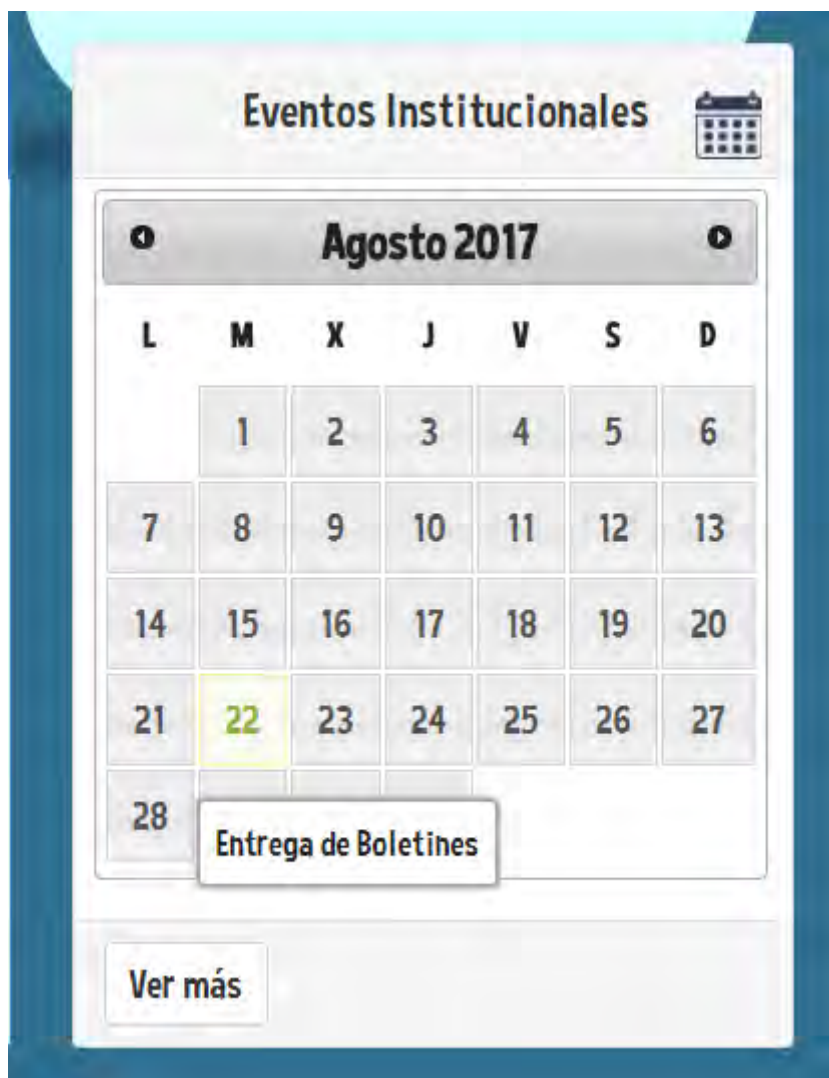 Eventos Institucionales
Agosto 2017
L M X J V S D
1 2 3 4 5 6
7 8 9 10 11 12 13
14 15 16 17 18 19 20
21 22 23 24 25 26 27
28
Entrega de Boletines
Ver más